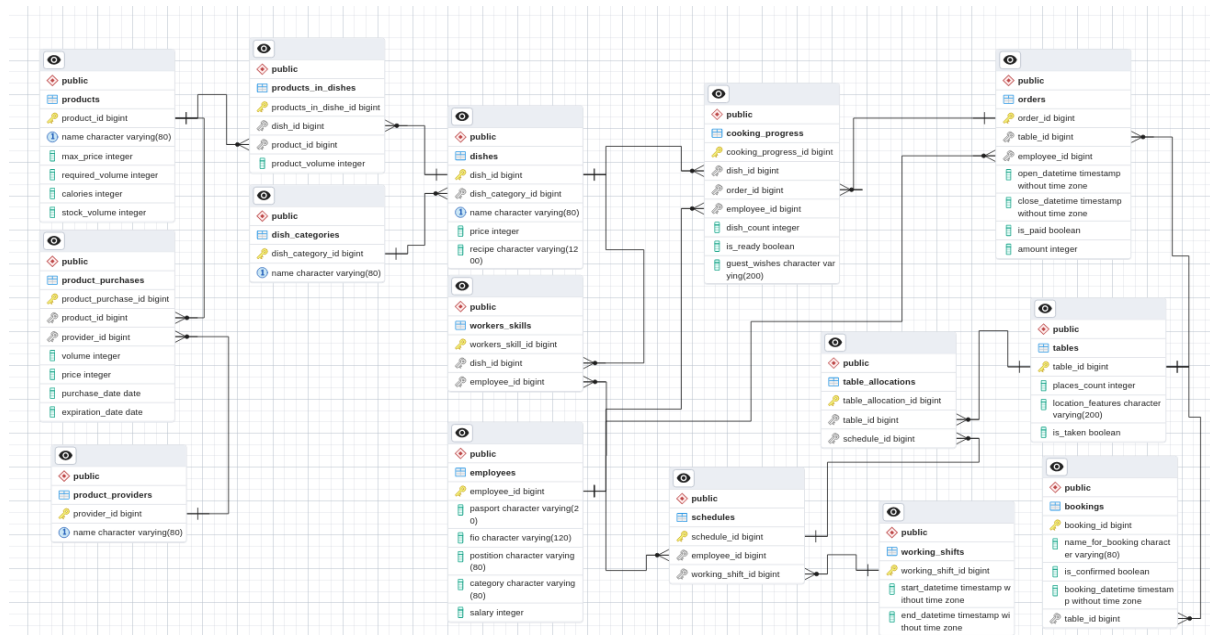 public
products
product_id bigint
name character varying(80)
max_price integer
required_volume integer
calories integer
stock_volume integer
public
product_purchases
product_purchase_id bigint
product_id bigint
provider_id bigint
volume integer
price integer
purchase_date date
expiration_date date
public
product_providers
provider_id bigint
name character varying(80)
public
products_in_dishes
products_in_dishe_id bigint
dish_id bigint
product_id bigint
product_volume integer
public
dish_categories
dish_category_id bigint
name character varying(80)
public
dishes
dish_id bigint
dish_category_id bigint
name character varying(80)
price integer
recipe character varying(12
00)
public
workers_skills
workers_skill_id bigint
dish_id bigint
employee_id bigint
public
employees
employee_id bigint
pasport character varying(2
0)
fio character varying(120)
postition character varying
(80)
category character varying
(80)
salary integer
public
cooking_progress
cooking_progress_id bigint
dish_id bigint
order_id bigint
employee_id bigint
dish_count integer
is_ready boolean
guest_wishes character var
ying(200)
public
schedules
schedule_id bigint
employee_id bigint
working_shift_id bigint
public
table_allocations
table_allocation_id bigint
table_id bigint
schedule_id bigint
public
working_shifts
working_shift_id bigint
start_datetime timestamp w
ithout time zone
end_datetime timestamp wi
thout time zone
public
orders
order_id bigint
table_id bigint
employee_id bigint
open_datetime timestamp
without time zone
close_datetime timestamp
without time zone
is_paid boolean
amount integer
public
tables
table_id bigint
places_count integer
location_features character
varying(200)
is_taken boolean
public
bookings
booking_id bigint
name_for_booking charact
er varying(80)
is_confirmed boolean
booking_datetime timestam
p without time zone
table_id bigint